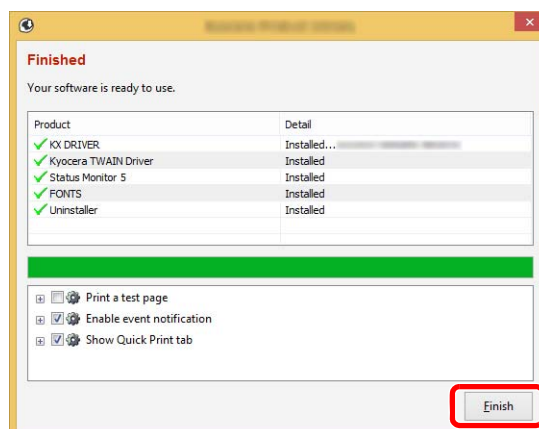 Finished
Your software is ready to use.
Product Detail
KX DRIVER Installed...
Kyocera TWAIN Driver Installed
Status Monitor 5 Installed
FONTS Installed
Uninstaller Installed
Print a test page
Enable event notification
Show Quick Print tab
Finish